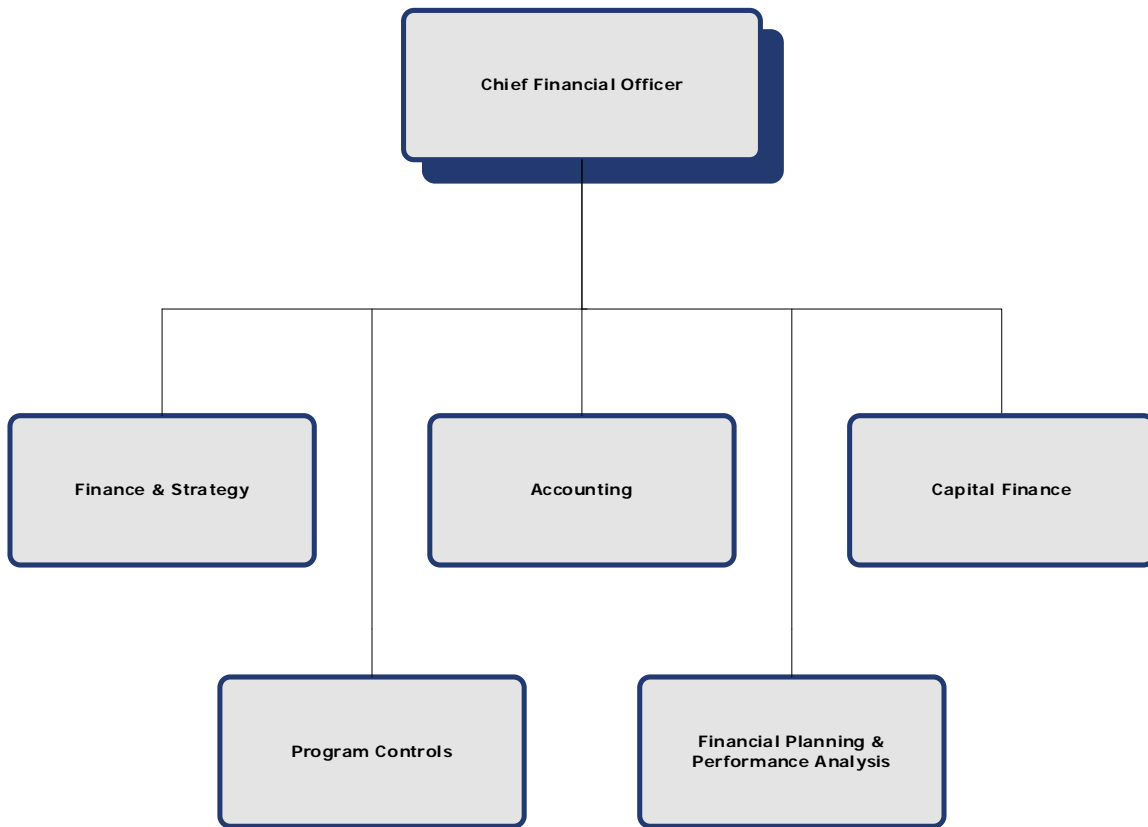 Chief Financial Officer
Finance & Strategy
Accounting
Capital Finance
Program Controls
Financial Planning &
Performance Analysis